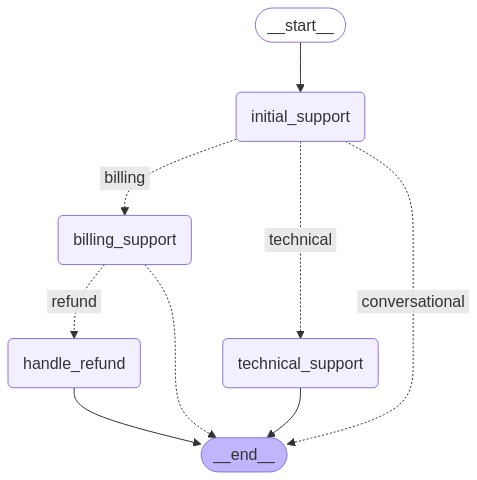 __start__
initial_support
billing
billing_support
technical
refund
conversational
handle_refund
technical_support
__end__